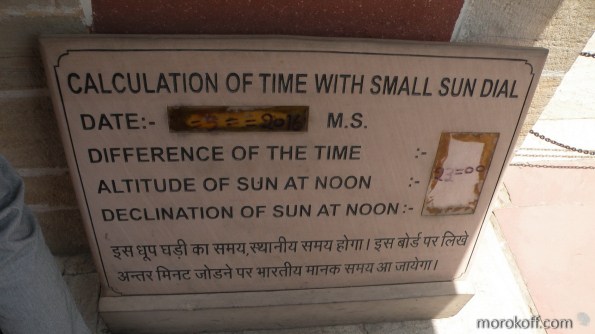 CALCULATION OF TIME WITH SMALL SUN DIAL
DATE:- M.S.
DIFFERENCE OF THE TIME :-
ALTITUDE OF SUN AT NOON :-
DECLINATION OF SUN AT NOON:-
इस धूप घड़ी का समय,स्थानीय समय होगा। इस बोर्ड पर लिखे
अन्तर मिनट जोडने पर भारतीय मानक समय आ जायेगा।
morokoff.com